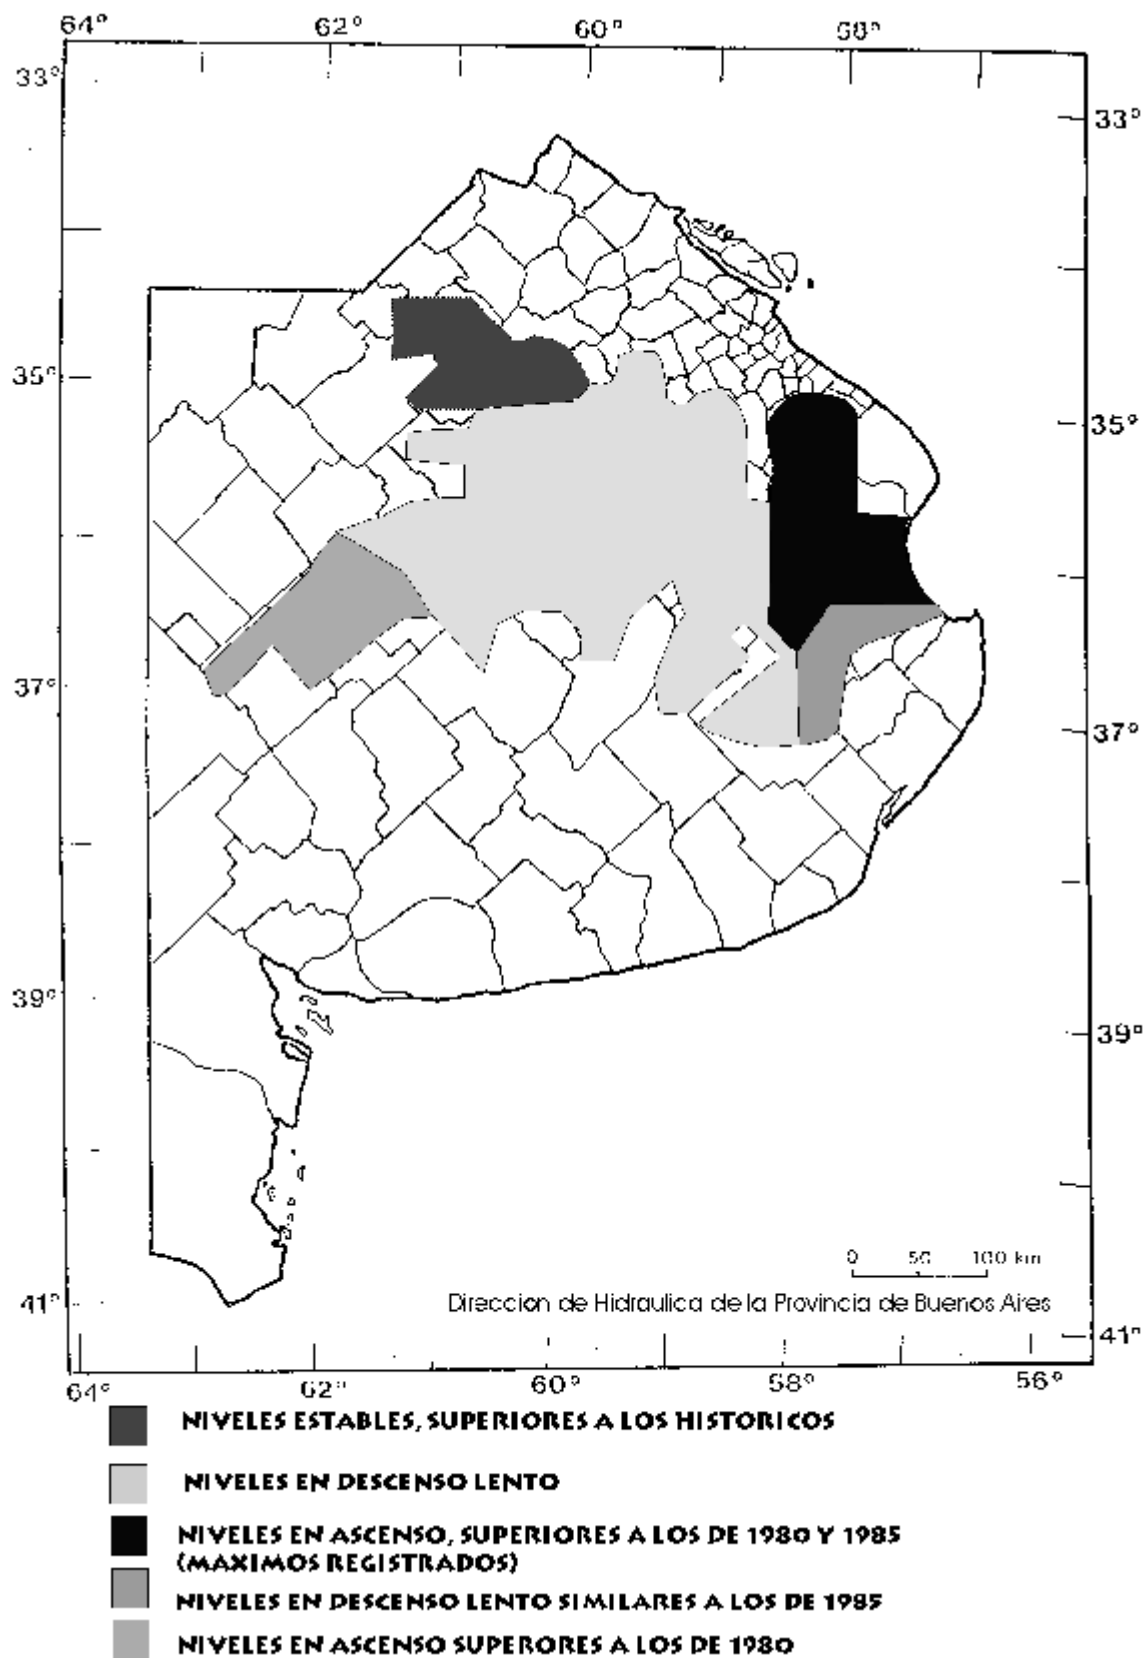 64° 62° 60° 58°
33°
33°
35°
35°
37°
37°
39°
39°
0 50 100 km
41°
Direccion de Hidraulica de la Provincia de Buenos Aires
41°
64° 62° 60° 58° 56°
NIVELES ESTABLES, SUPERIORES A LOS HISTORICOS
NIVELES EN DESCENSO LENTO
NIVELES EN ASCENSO, SUPERIORES A LOS DE 1980 Y 1985
(MAXIMOS REGISTRADOS)
NIVELES EN DESCENSO LENTO SIMILARES A LOS DE 1985
NIVELES EN ASCENSO SUPERORES A LOS DE 1980